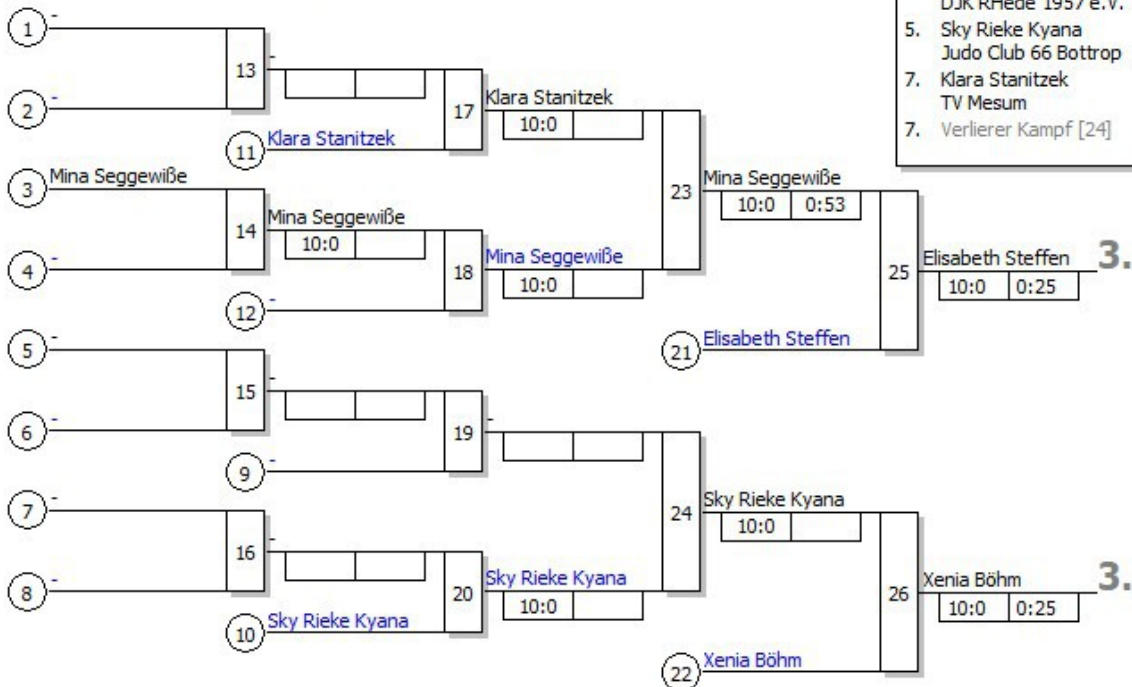 DJK RHede 1957 e.V.
5. Sky Rieke Kyana
Judo Club 66 Bottrop
7. Klara Stanitzek
TV Mesum
7. Verlierer Kampf [24]
1 -
13 -
2 -
17 Klara Stanitzek
10:0
11 Klara Stanitzek
3 Mina Seggewiße
23 Mina Seggewiße
10:0 0:53
14 Mina Seggewiße
10:0
4 -
18 Mina Seggewiße
10:0
12 -
25 Elisabeth Steffen 3.
10:0 0:25
21 Elisabeth Steffen
5 -
15 -
6 -
19 -
9 -
7 -
24 Sky Rieke Kyana
10:0
16 -
8 -
20 Sky Rieke Kyana
10:0
10 Sky Rieke Kyana
26 Xenia Böhm 3.
10:0 0:25
22 Xenia Böhm